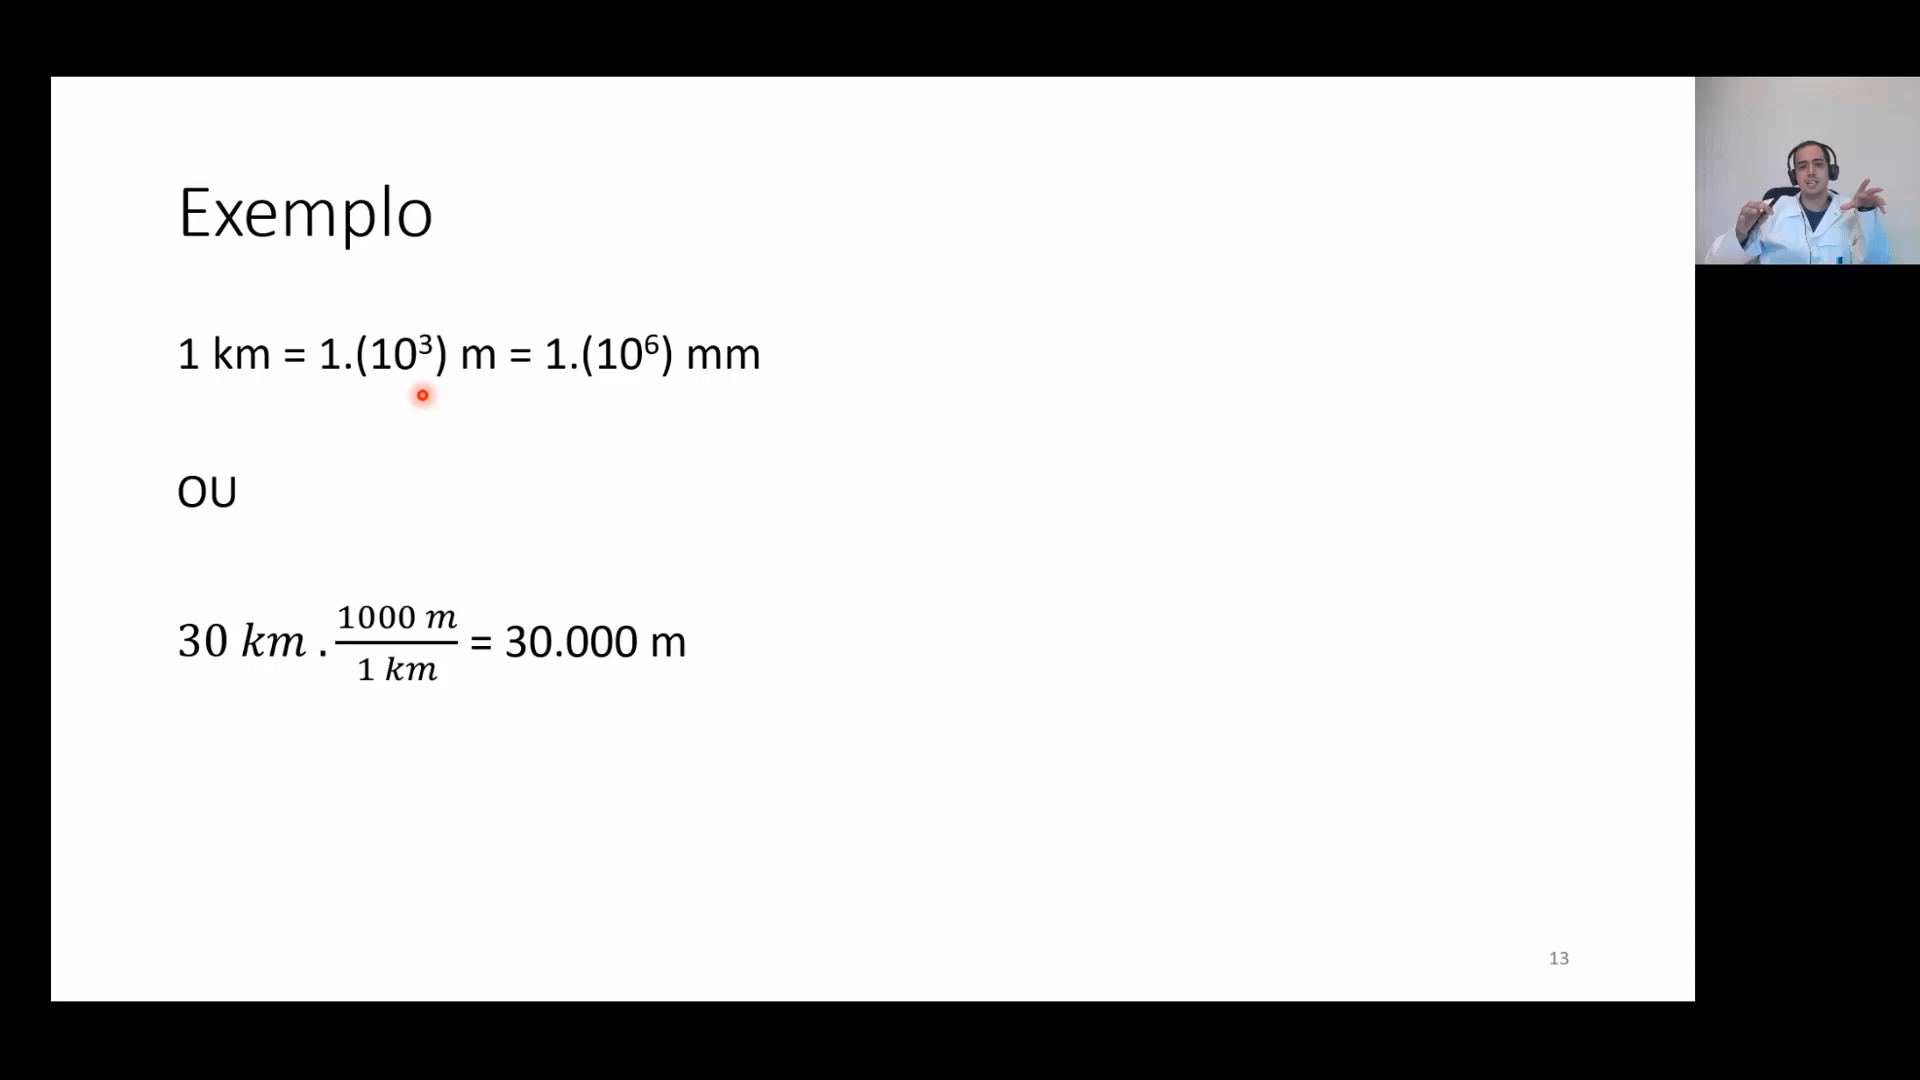 Exemplo
1 km = 1.(10³) m = 1.(10⁶) mm
OU
30 km . 1000 m / 1 km = 30.000 m
13